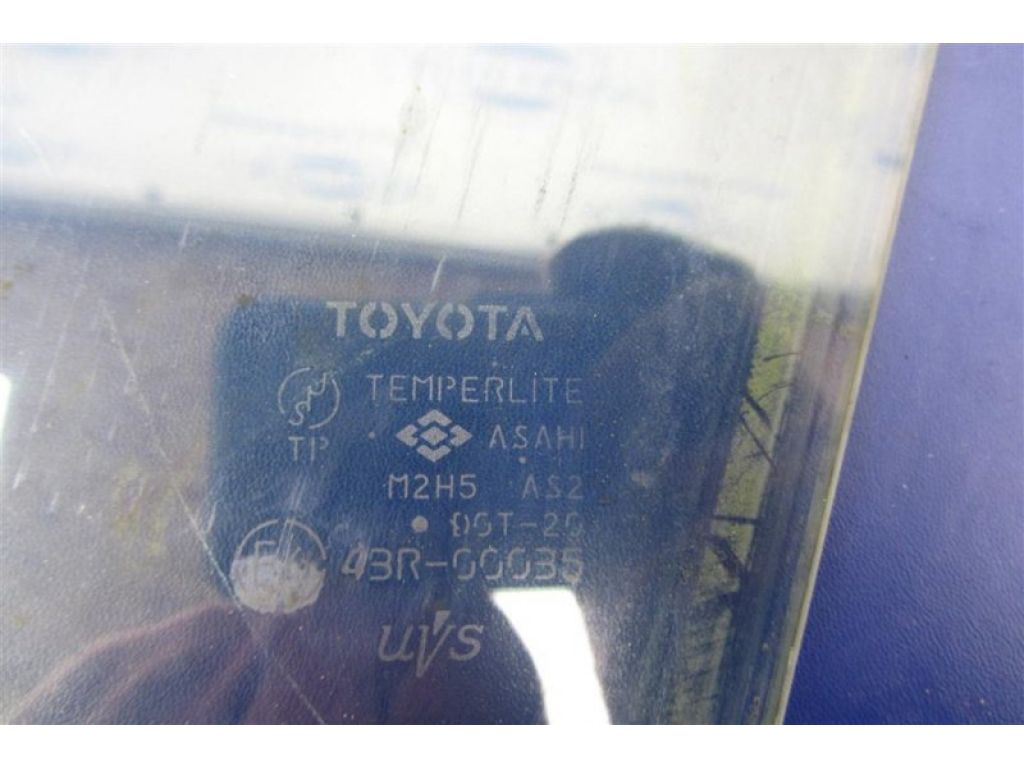 TOYOTA
TEMPERLITE
TP
ASAHI
M2H5 AS2
DOT-20
43R-00035
uvs